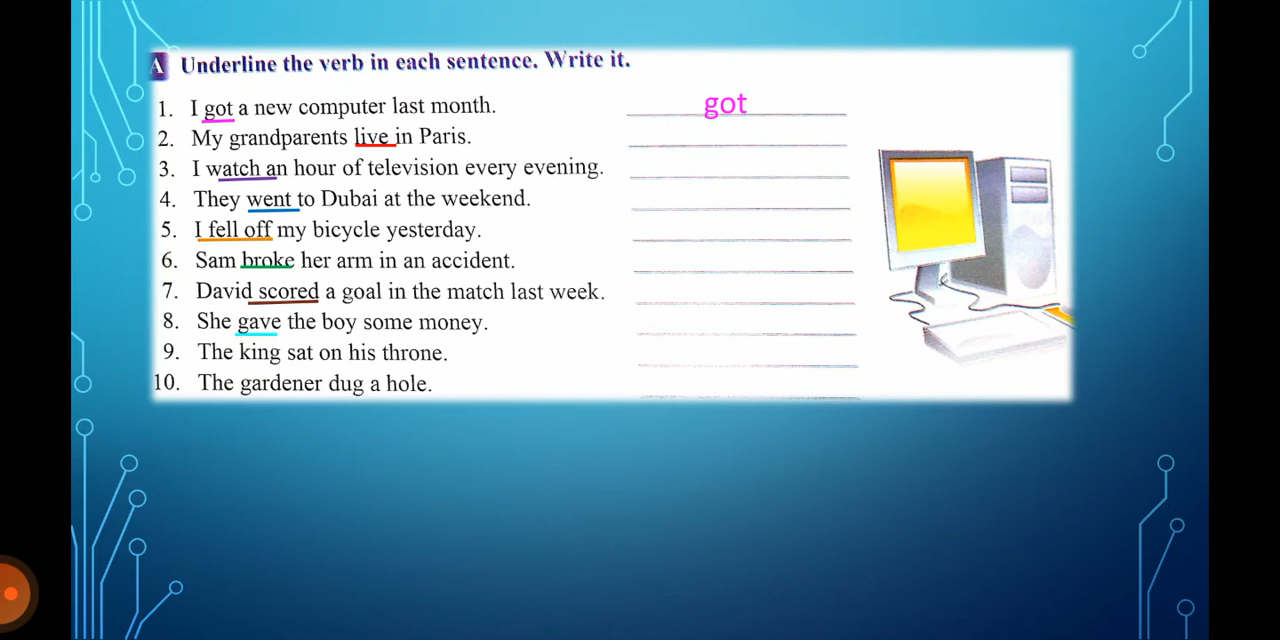 A Underline the verb in each sentence. Write it.
1. I got a new computer last month. got
2. My grandparents live in Paris.
3. I watch an hour of television every evening.
4. They went to Dubai at the weekend.
5. I fell off my bicycle yesterday.
6. Sam broke her arm in an accident.
7. David scored a goal in the match last week.
8. She gave the boy some money.
9. The king sat on his throne.
10. The gardener dug a hole.